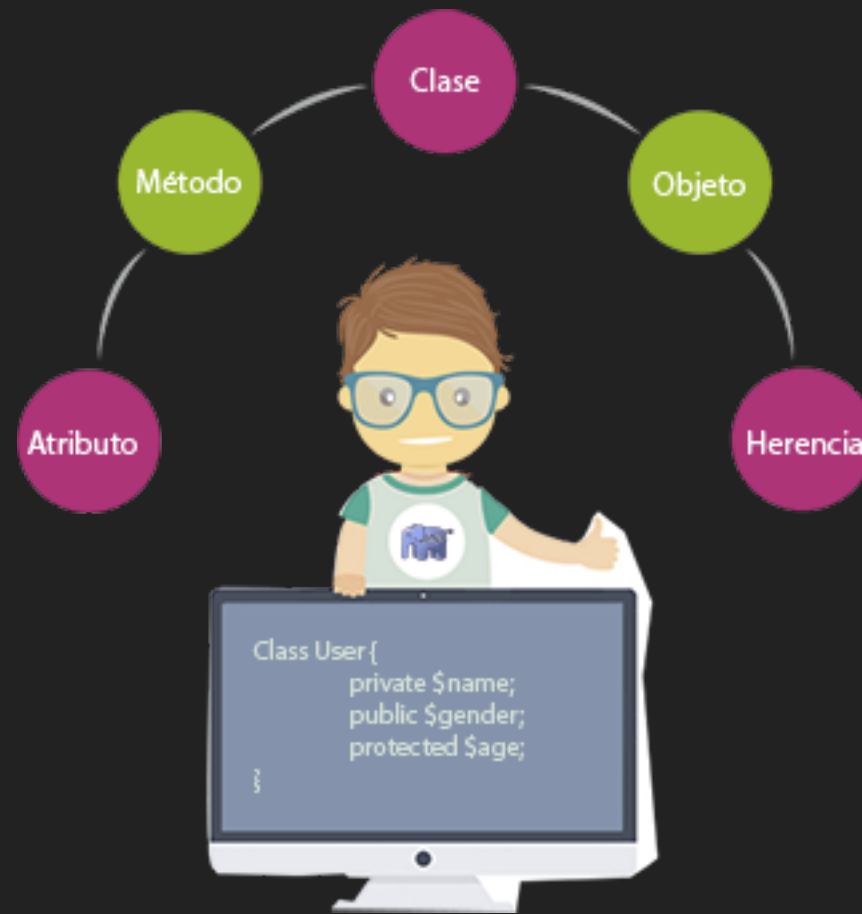 Clase
Método
Objeto
Atributo
Herencia
Class User {
private $name;
public $gender;
protected $age;
}